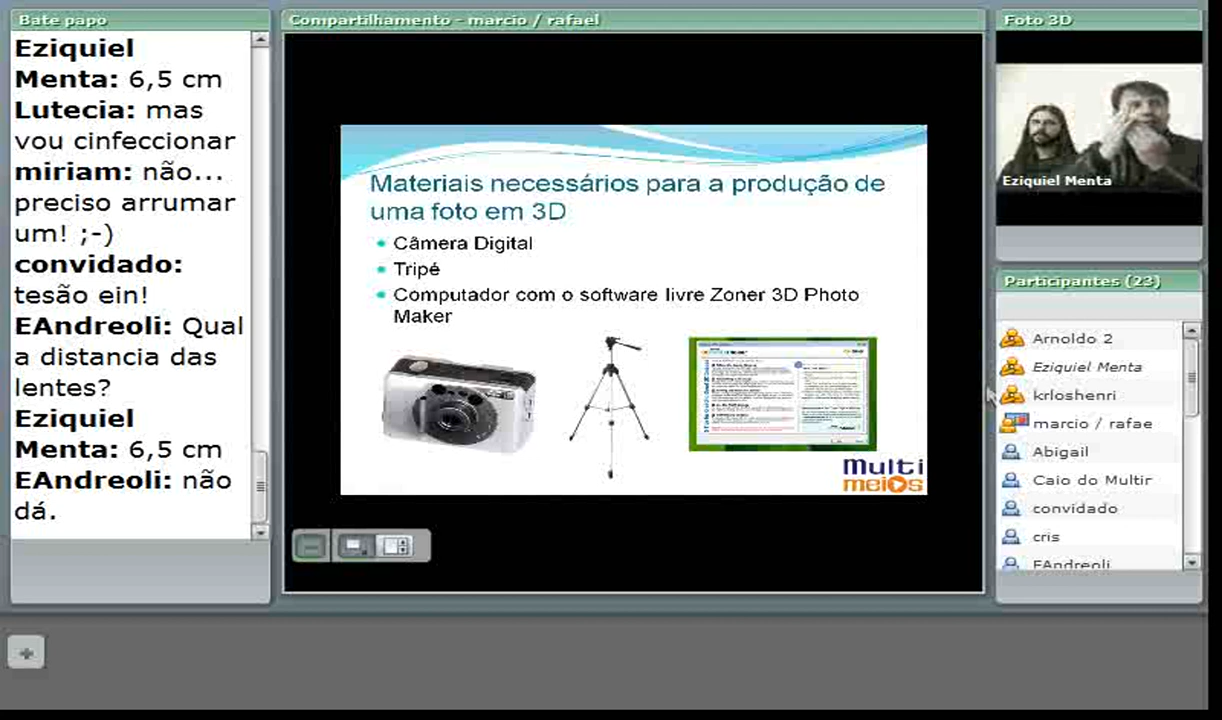 Bate papo
Eziquiel
Menta: 6,5 cm
Lutecia: mas
vou cinfeccionar
miriam: não...
preciso arrumar
um! ;-)
convidado:
tesão ein!
EAndreoli: Qual
a distancia das
lentes?
Eziquiel
Menta: 6,5 cm
EAndreoli: não
dá.
Compartilhamento - marcio / rafael
Materiais necessários para a produção de
uma foto em 3D
Câmera Digital
Tripé
Computador com o software livre Zoner 3D Photo
Maker
Multi
meios
Foto 3D
Eziquiel Menta
Participantes (23)
Arnoldo 2
Eziquiel Menta
krloshenri
marcio / rafae
Abigail
Caio do Multir
convidado
cris
EAndreoli